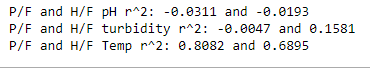 P/F and H/F pH r^2: -0.0311 and -0.0193
P/F and H/F turbidity r^2: -0.0047 and 0.1581
P/F and H/F Temp r^2: 0.8082 and 0.6895